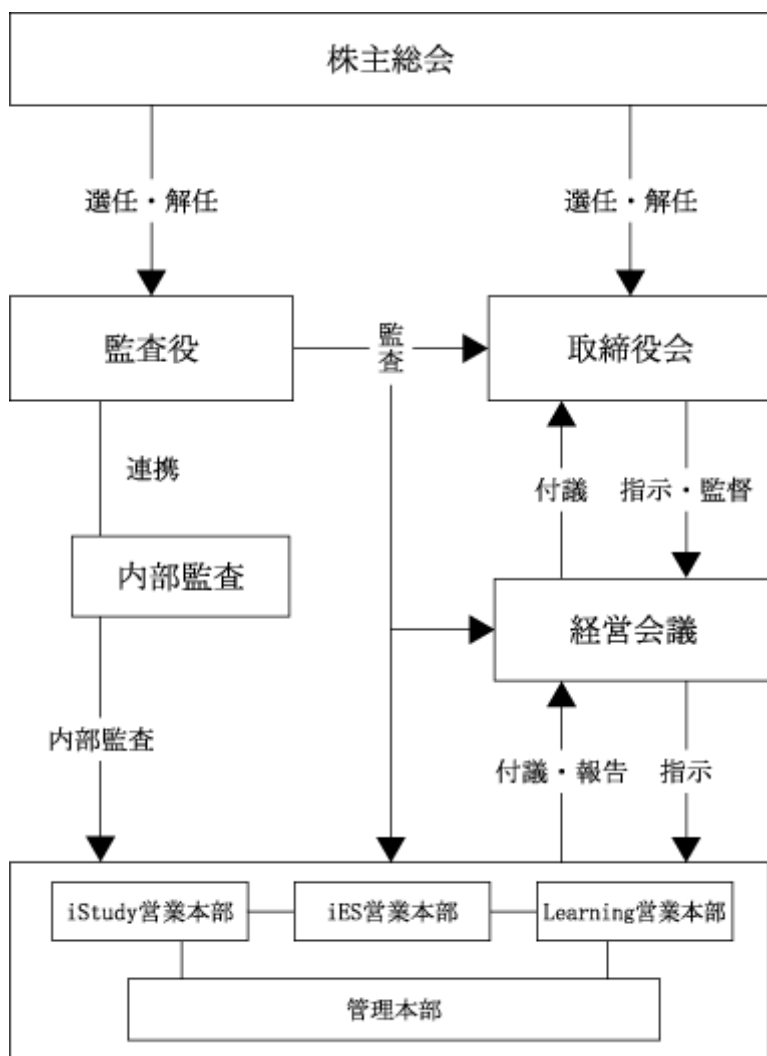 株主総会
選任・解任
選任・解任
監査役
監査
取締役会
連携
付議
指示・監督
内部監査
経営会議
内部監査
付議・報告
指示
iStudy営業本部
iES営業本部
Learning営業本部
管理本部